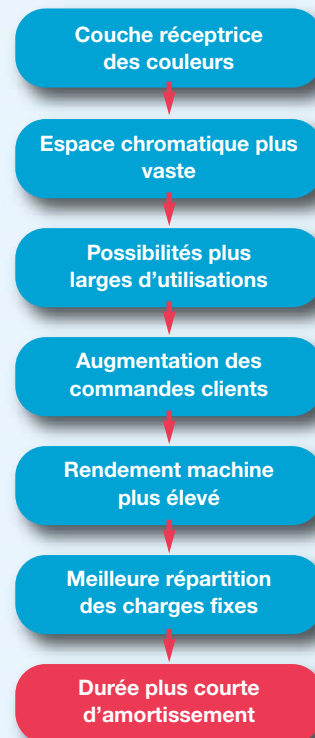 Couche réceptrice
des couleurs
Espace chromatique plus
vaste
Possibilités plus
larges d’utilisations
Augmentation des
commandes clients
Rendement machine
plus élevé
Meilleure répartition
des charges fixes
Durée plus courte
d’amortissement